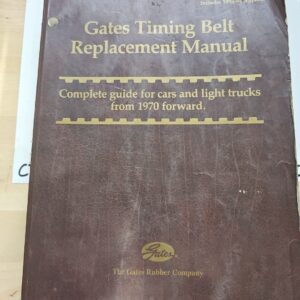 Gates Timing Belt
Replacement Manual
Complete guide for cars and light trucks
from 1970 forward.
Gates
The Gates Rubber Company